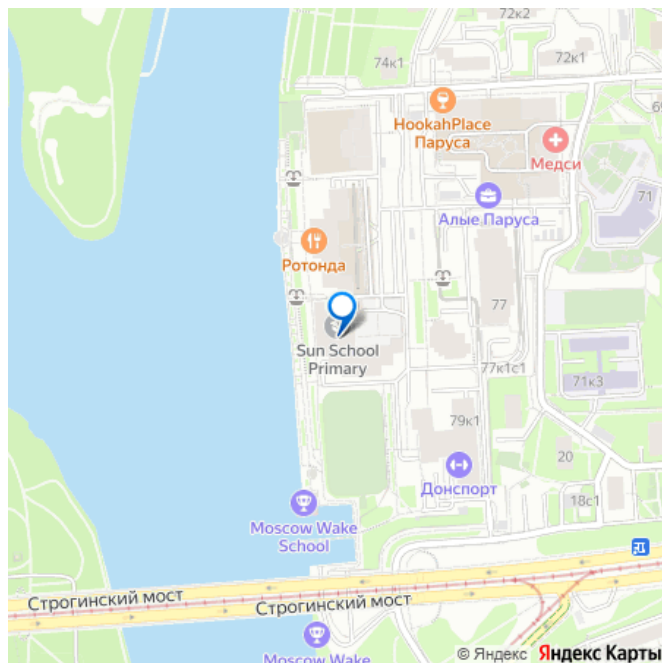 72к2
74к1
72к1
HookahPlace
Паруса
Медси
71
Алые Паруса
Ротонда
77
Sun School
Primary
77к1с1
71к3
79к1
20
Донспорт
18с1
Moscow Wake
School
Строгинский мост
Строгинский мост
Moscow Wake
© Яндекс Яндекс Карты